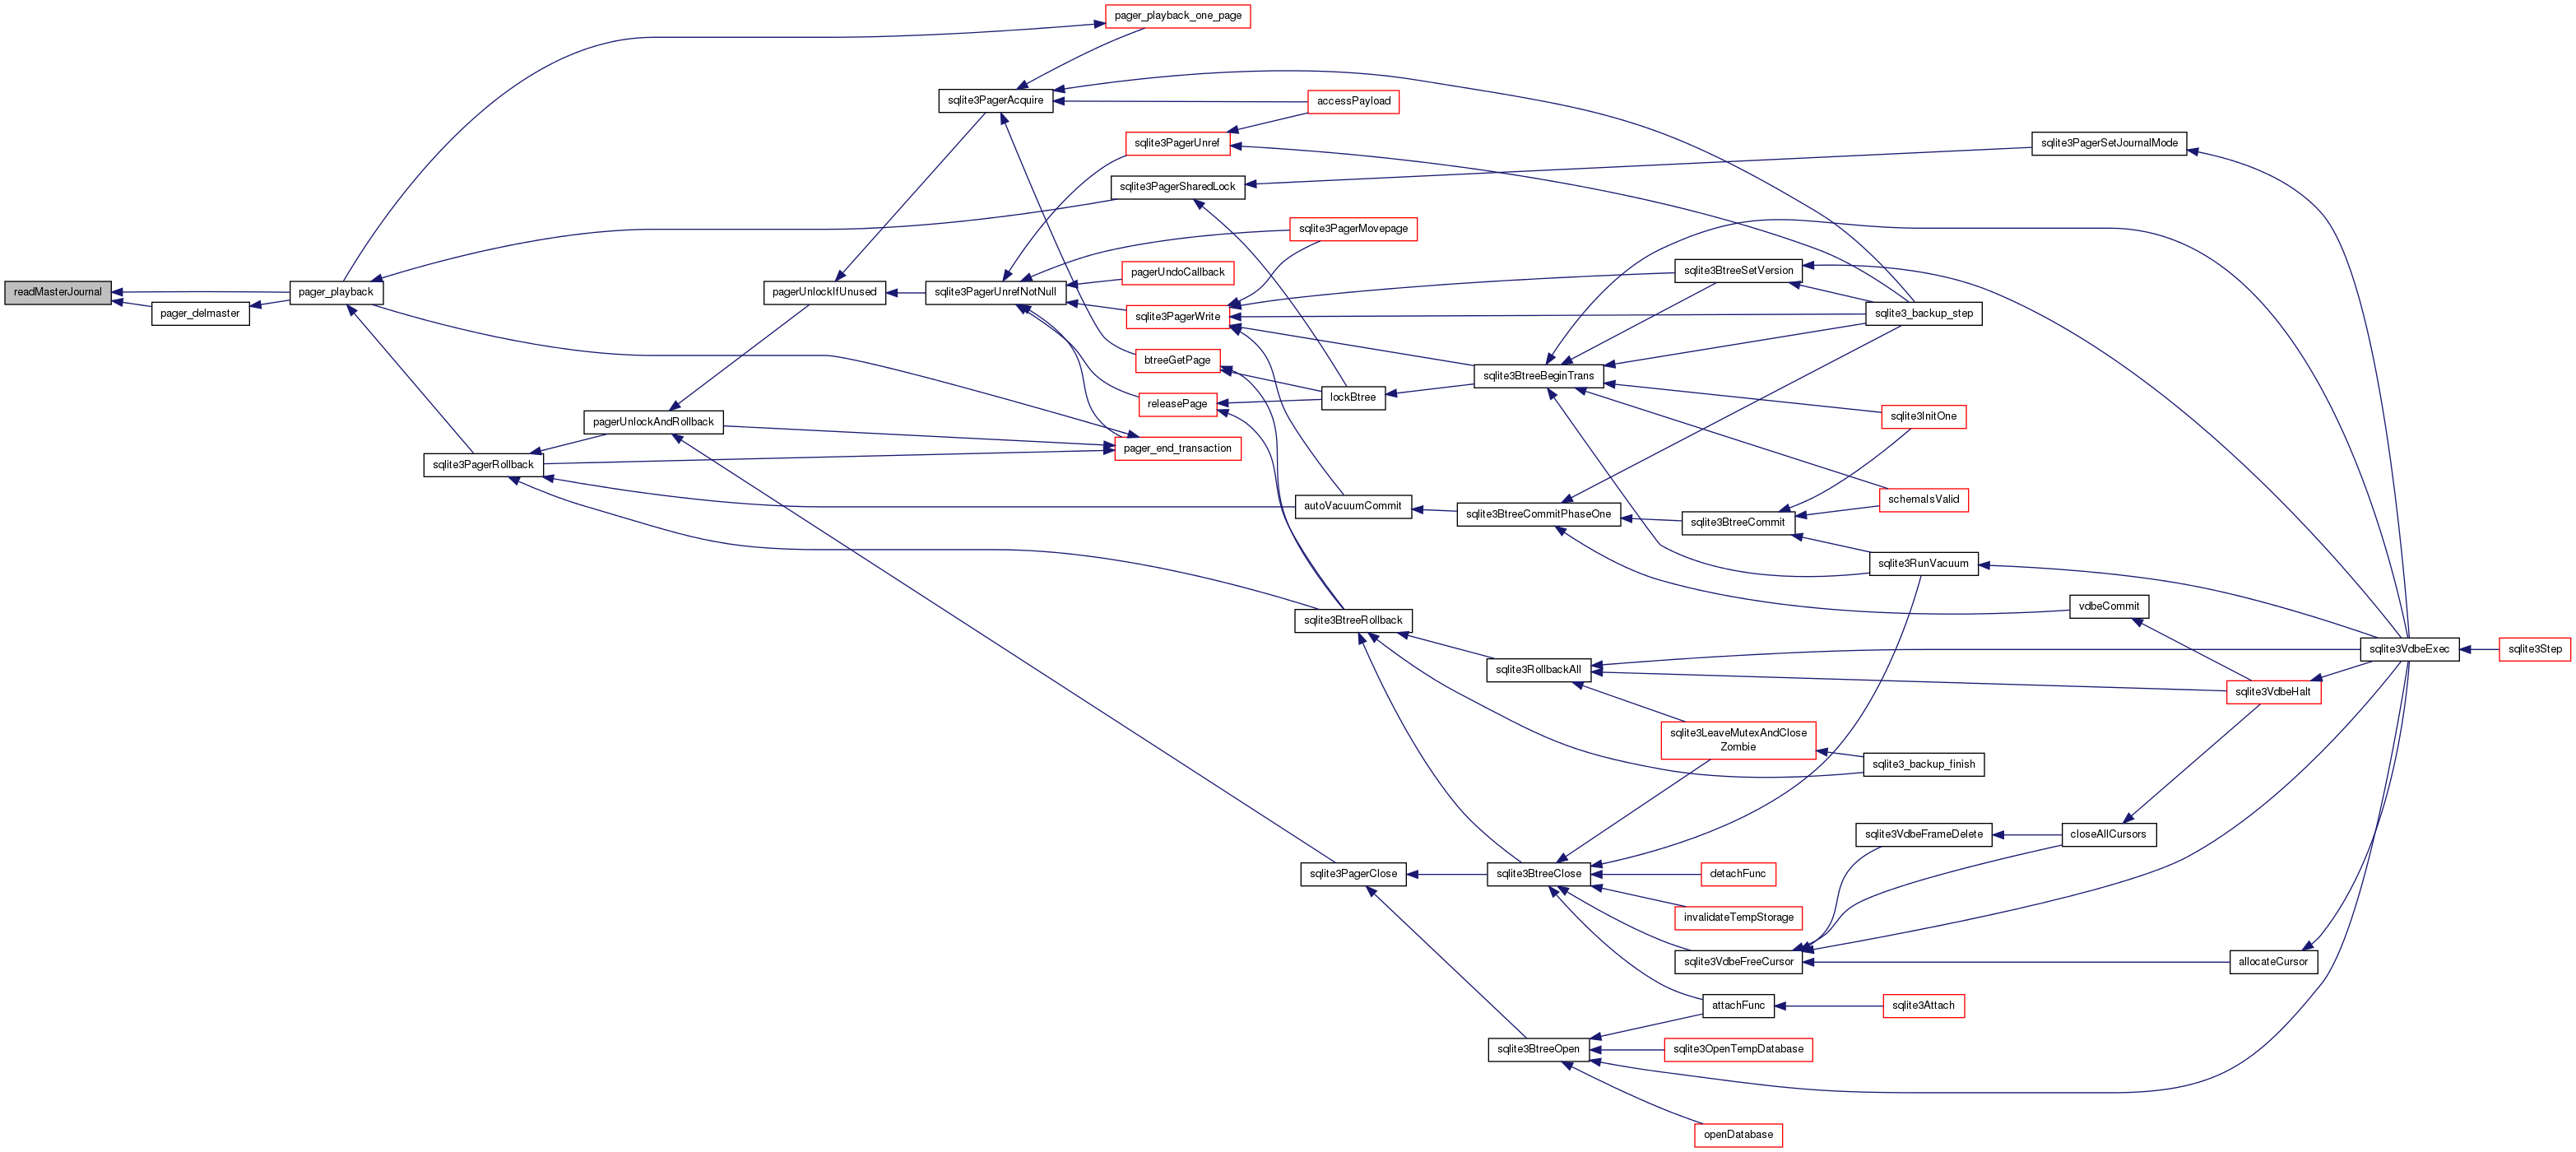 pager_playback_one_page
sqlite3PagerAcquire
accessPayload
sqlite3PagerUnref
sqlite3PagerSetJournalMode
sqlite3PagerSharedLock
sqlite3PagerMovepage
pagerUndoCallback
sqlite3BtreeSetVersion
readMasterJournal
pager_playback
pagerUnlockIfUnused
sqlite3PagerUnrefNotNull
pager_delmaster
sqlite3PagerWrite
sqlite3_backup_step
btreeGetPage
sqlite3BtreeBeginTrans
releasePage
lockBtree
sqlite3InitOne
pagerUnlockAndRollback
pager_end_transaction
sqlite3PagerRollback
schemaIsValid
autoVacuumCommit
sqlite3BtreeCommitPhaseOne
sqlite3BtreeCommit
sqlite3RunVacuum
vdbeCommit
sqlite3BtreeRollback
sqlite3VdbeExec
sqlite3Step
sqlite3RollbackAll
sqlite3VdbeHalt
sqlite3LeaveMutexAndClose
Zombie
sqlite3_backup_finish
sqlite3VdbeFrameDelete
closeAllCursors
sqlite3PagerClose
sqlite3BtreeClose
detachFunc
invalidateTempStorage
sqlite3VdbeFreeCursor
allocateCursor
attachFunc
sqlite3Attach
sqlite3BtreeOpen
sqlite3OpenTempDatabase
openDatabase